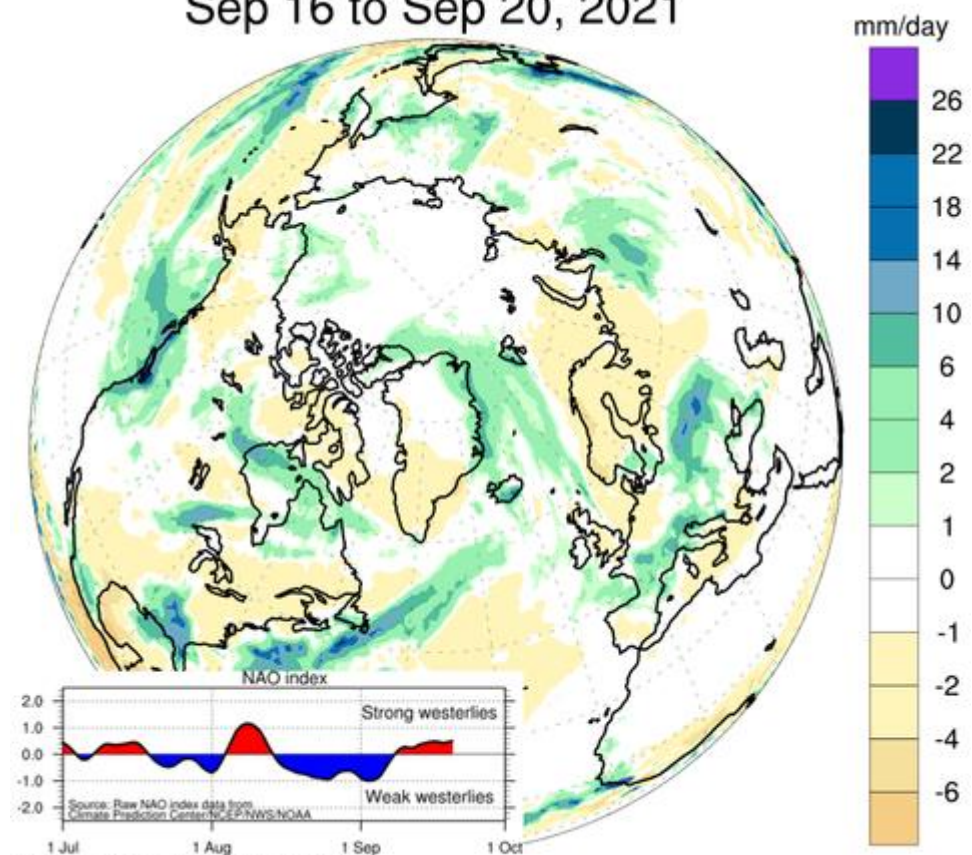 Sep 16 to Sep 20, 2021
mm/day
26
22
18
14
10
6
4
2
1
0
-1
-2
-4
-6
NAO index
2.0
1.0
0.0
-1.0
-2.0
Strong westerlies
Weak westerlies
Source: Raw NAO index data from
Climate Prediction Center/NCEP/NWS/NOAA
1 Jul 1 Aug 1 Sep 1 Oct